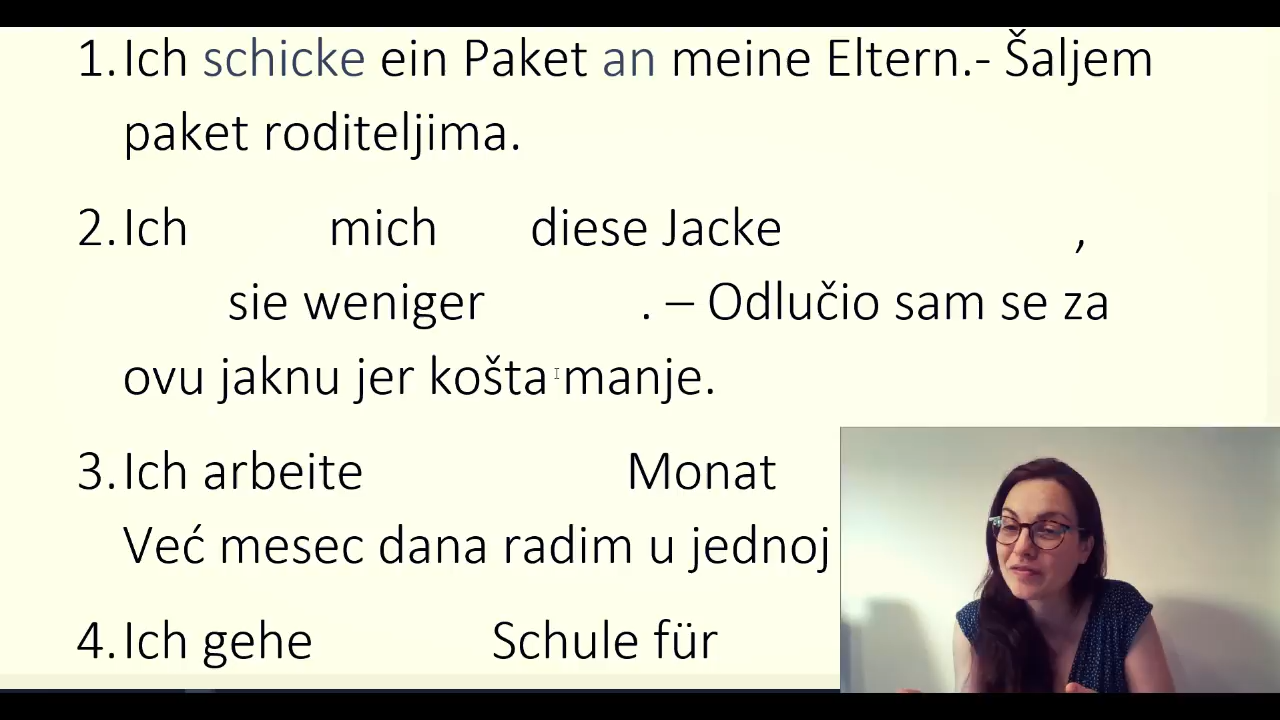 1. Ich schicke ein Paket an meine Eltern.- Šaljem
paket roditeljima.
2. Ich mich diese Jacke ,
sie weniger . – Odlučio sam se za
ovu jaknu jer košta manje.
3. Ich arbeite Monat
Već mesec dana radim u jednoj
4. Ich gehe Schule für